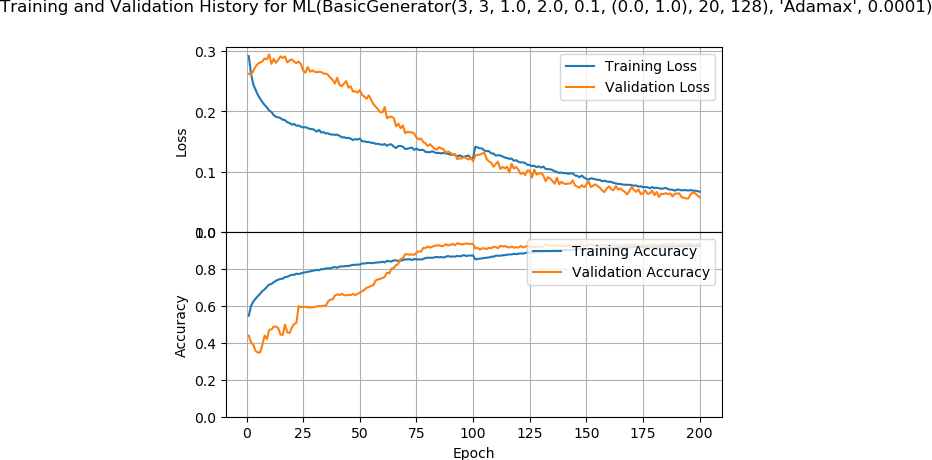 Training and Validation History for ML(BasicGenerator(3, 3, 1.0, 2.0, 0.1, (0.0, 1.0), 20, 128), 'Adamax', 0.0001)
0.3
0.2
0.1
0.0
Loss
Training Loss
Validation Loss
1.0
0.8
0.6
0.4
0.2
0.0
Accuracy
Training Accuracy
Validation Accuracy
0 25 50 75 100 125 150 175 200
Epoch